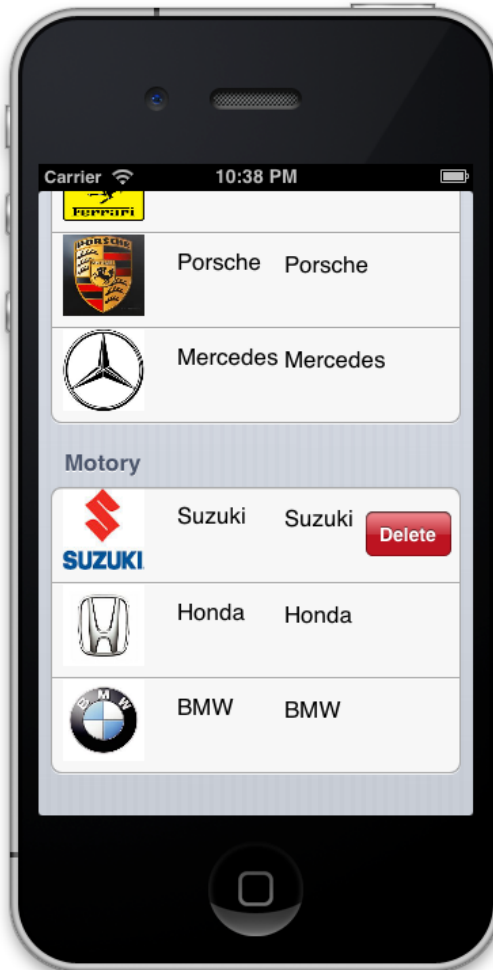 Carrier 10:38 PM
Ferrari
PORSCHE
Porsche Porsche
Mercedes Mercedes
Motory
SUZUKI
Suzuki Suzuki Delete
Honda Honda
BMW
BMW BMW